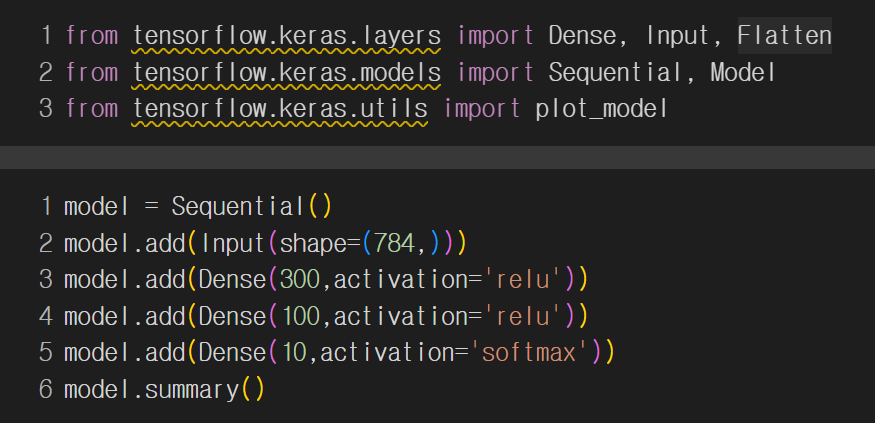 1 from tensorflow.keras.layers import Dense, Input, Flatten
2 from tensorflow.keras.models import Sequential, Model
3 from tensorflow.keras.utils import plot_model
1 model = Sequential()
2 model.add(Input(shape=(784,)))
3 model.add(Dense(300,activation='relu'))
4 model.add(Dense(100,activation='relu'))
5 model.add(Dense(10,activation='softmax'))
6 model.summary()